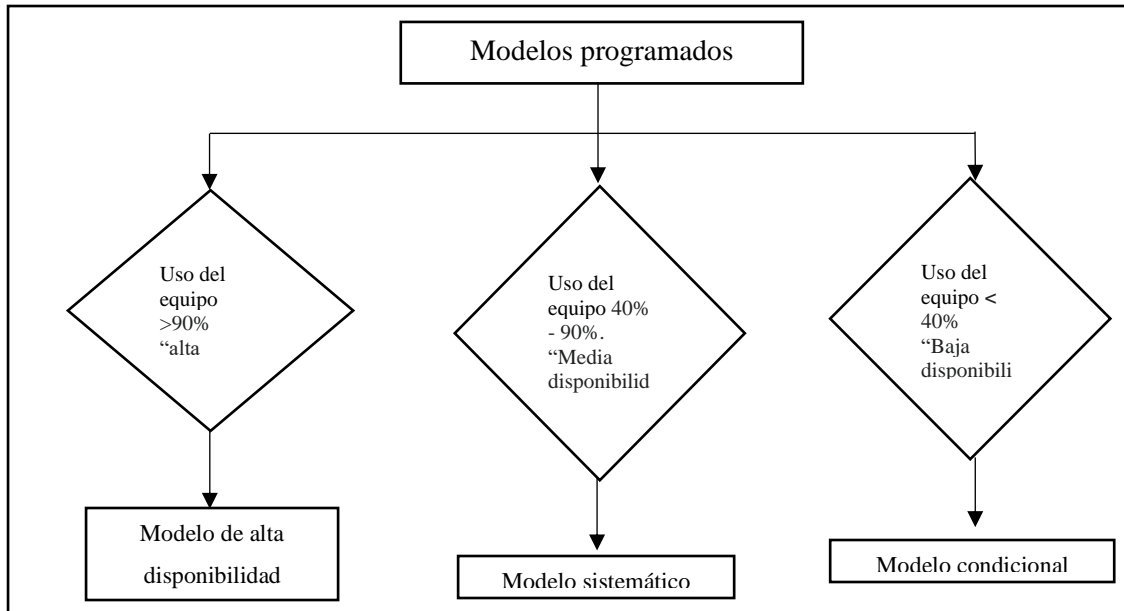 Modelos programados
Uso del
equipo
>90%
“alta
Uso del
equipo 40%
- 90%.
“Media
disponibilid
Uso del
equipo <
40%
“Baja
disponibili
Modelo de alta
disponibilidad
Modelo sistemático
Modelo condicional